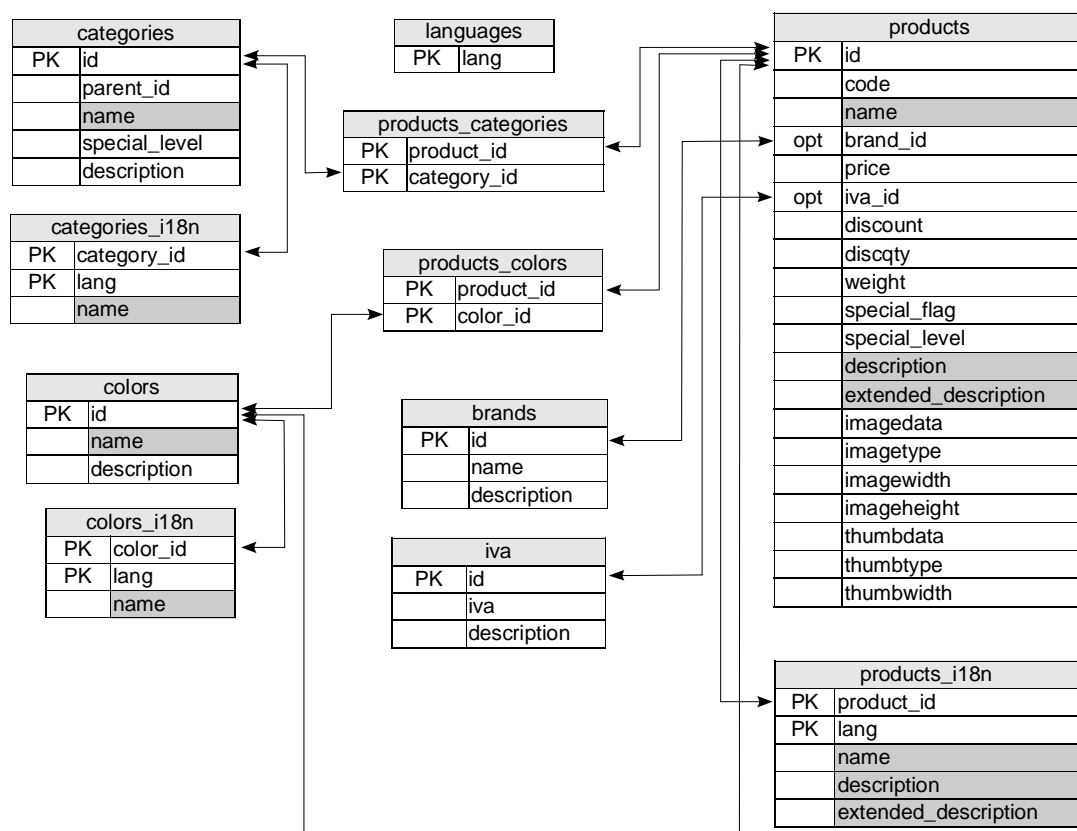 categories
PK id
parent_id
name
special_level
description
categories_i18n
PK category_id
PK lang
name
colors
PK id
name
description
colors_i18n
PK color_id
PK lang
name
languages
PK lang
products_categories
PK product_id
PK category_id
products_colors
PK product_id
PK color_id
brands
PK id
name
description
iva
PK id
iva
description
products
PK id
code
name
opt brand_id
price
opt iva_id
discount
discqty
weight
special_flag
special_level
description
extended_description
imagedata
imagetype
imagewidth
imageheight
thumbdata
thumbtype
thumbwidth
products_i18n
PK product_id
PK lang
name
description
extended_description